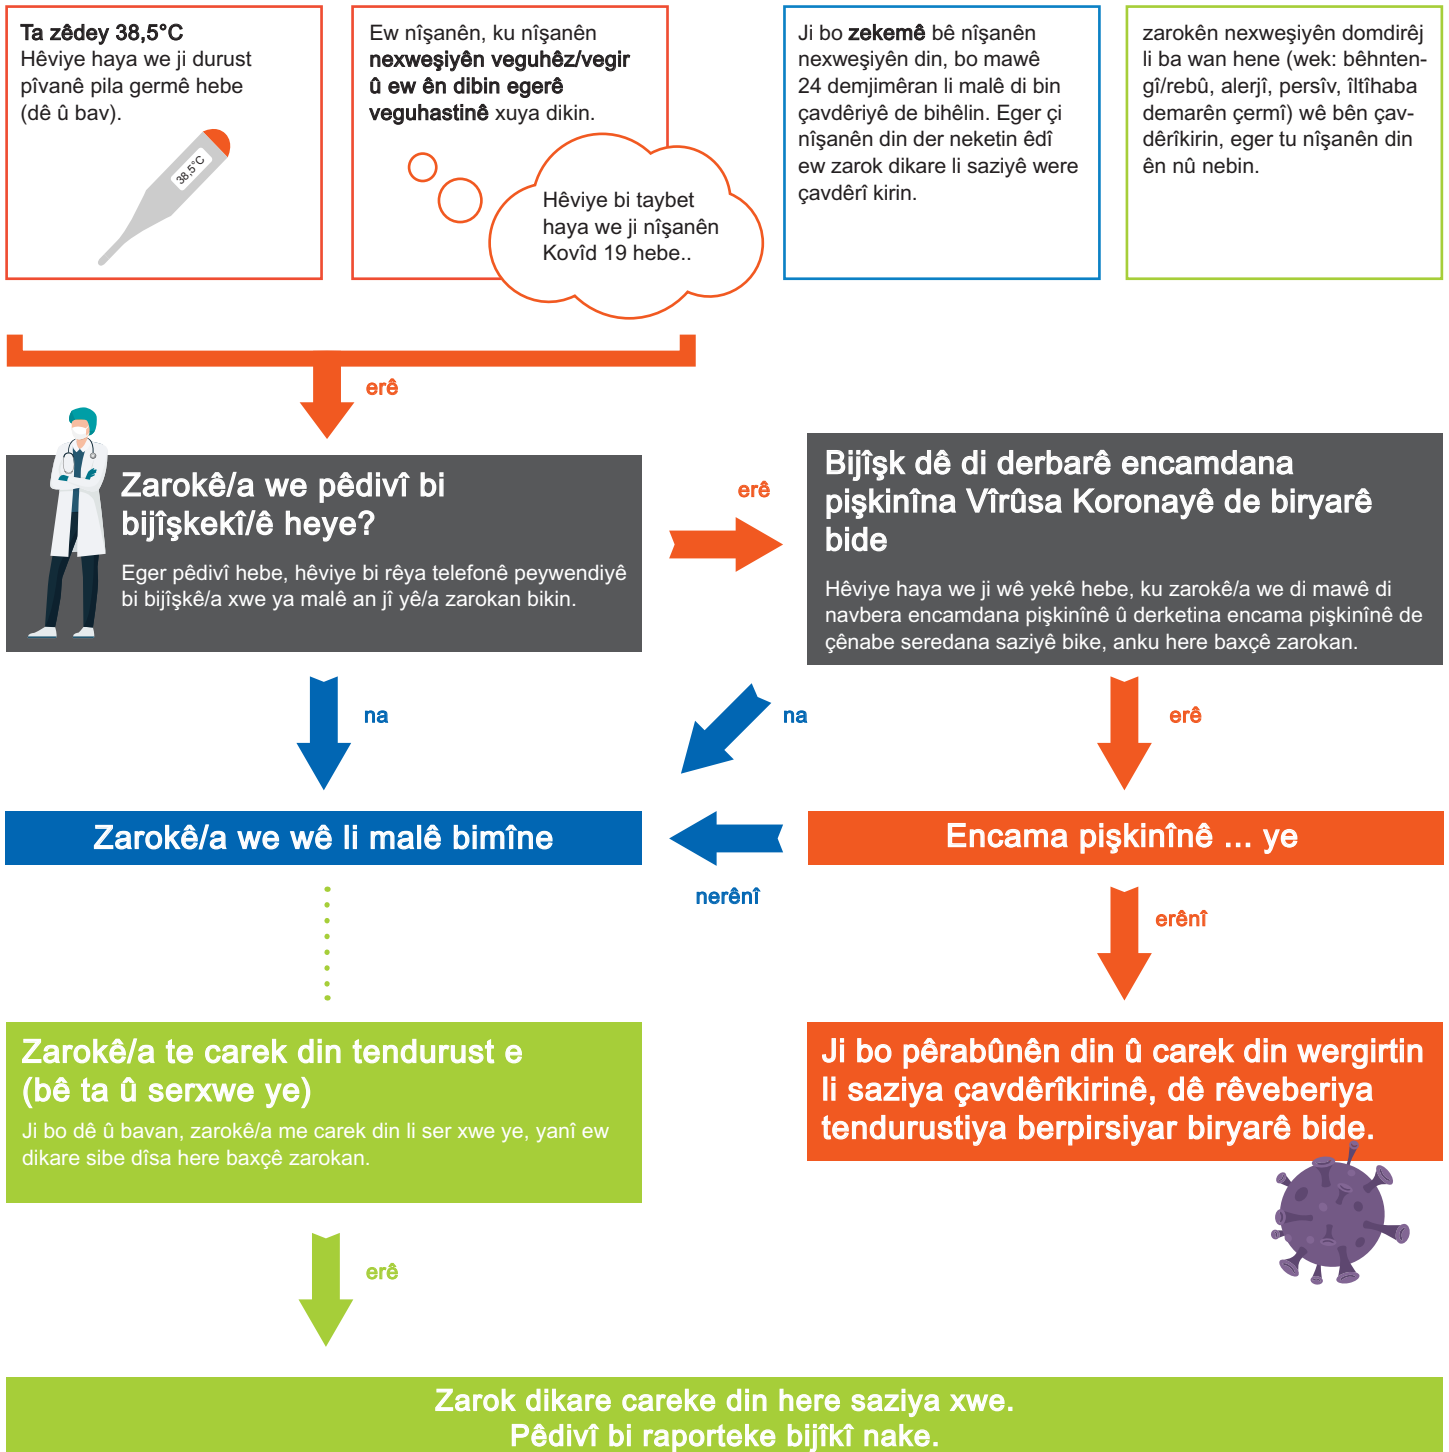 Ta zêdey 38,5°C
Hêviye haya we ji durust
pîvanê pila germê hebe
(dê û bav).
38,5°C
Ew nîşanên, ku nîşanên
nexweşiyên veguhêz/vegir
û ew ên dibin egerê
veguhastinê xuya dikin.
Hêviye bi taybet
haya we ji nîşanên
Kovîd 19 hebe..
Ji bo zekemê bê nîşanên
nexweşiyên din, bo mawê
24 demjimêran li malê di bin
çavdêriyê de bihêlin. Eger çi
nîşanên din der neketin êdî
ew zarok dikare li saziyê were
çavdêrî kirin.
zarokên nexweşiyên domdirêj
li ba wan hene (wek: bêhnten-
gî/rebû, alerjî, persîv, îltîhaba
demarên çermî) wê bên çav-
dêrîkirin, eger tu nîşanên din
ên nû nebin.
erê
Zarokê/a we pêdivî bi
bijîşkekî/ê heye?
Eger pêdivî hebe, hêviye bi rêya telefonê peywendiyê
bi bijîşkê/a xwe ya malê an jî yê/a zarokan bikin.
erê
Bijîşk dê di derbarê encamdana
pişkinîna Vîrûsa Koronayê de biryarê
bide
Hêviye haya we ji wê yekê hebe, ku zarokê/a we di mawê di
navbera encamdana pişkinînê û derketina encama pişkinînê de
çênabe seredana saziyê bike, anku here baxçê zarokan.
na
na
erê
Zarokê/a we wê li malê bimîne
Encama pişkinînê ... ye
nerênî
erênî
Zarokê/a te carek din tendurust e
(bê ta û serxwe ye)
Ji bo dê û bavan, zarokê/a me carek din li ser xwe ye, yanî ew
dikare sibe dîsa here baxçê zarokan.
Ji bo pêrabûnên din û carek din wergirtin
li saziya çavdêrîkirinê, dê rêveberiya
tendurustiya berpirsiyar biryarê bide.
erê
Zarok dikare careke din here saziya xwe.
Pêdivî bi raporteke bijîkî nake.